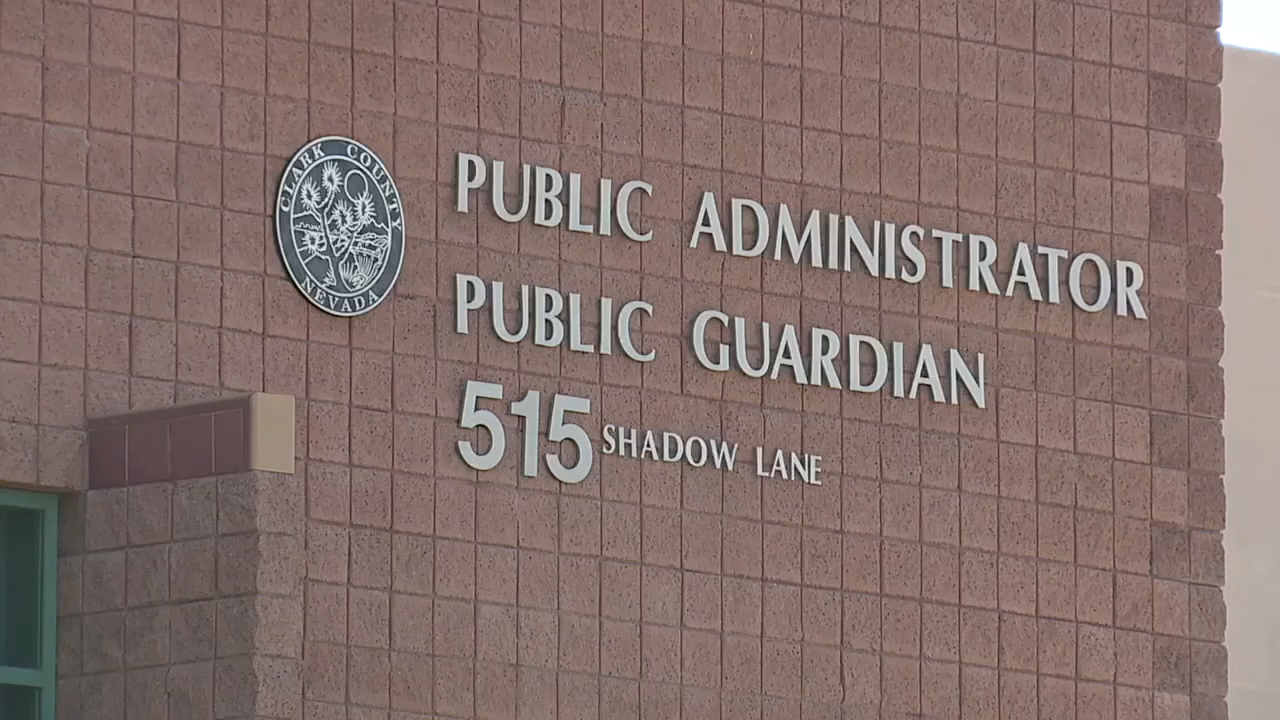 CLARK COUNTY
NEVADA
PUBLIC ADMINISTRATOR
PUBLIC GUARDIAN
515 SHADOW LANE